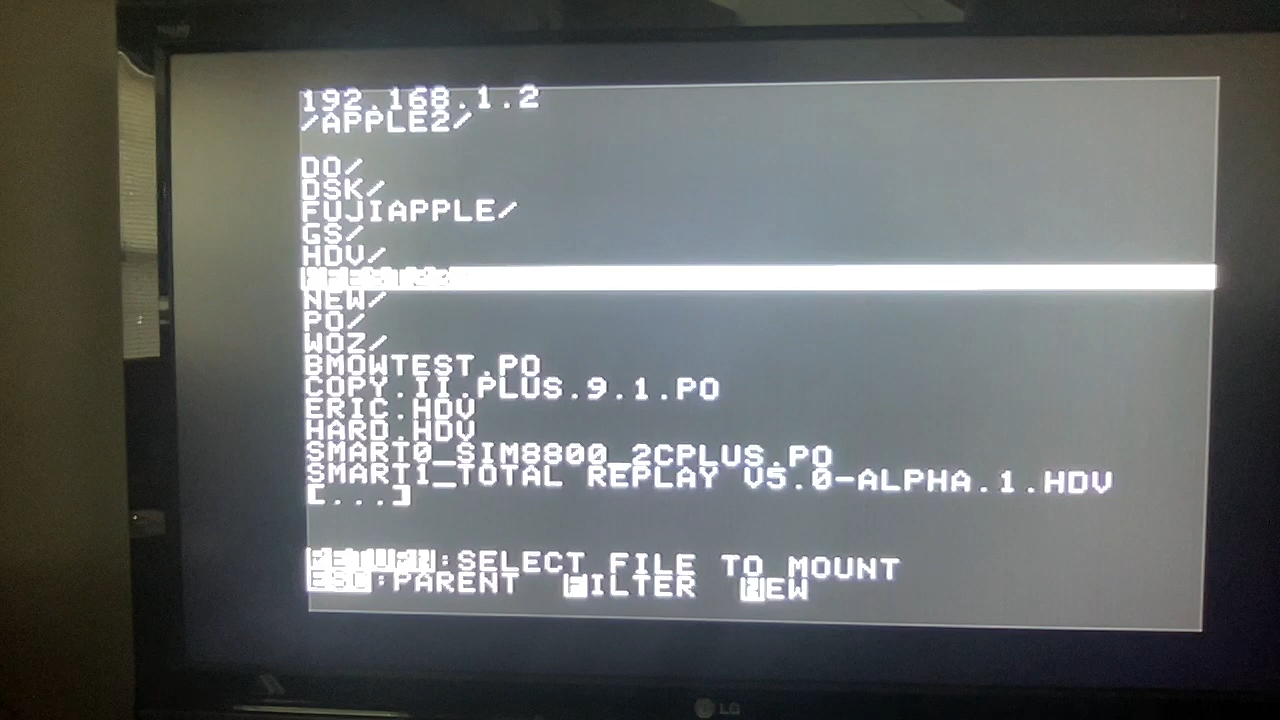 192.168.1.2
/APPLE2/
DO/
DSK/
FUJIAPPLE/
GS/
HDV/
NEW/
PO/
WOZ/
BMOWTEST.PO
COPY.II.PLUS.9.1.PO
ERIC.HDV
HARD.HDV
SMART0_SIM8800_2CPLUS.PO
SMART1_TOTAL REPLAY V5.0-ALPHA.1.HDV
[...]
RETURN:SELECT FILE TO MOUNT
ESC:PARENT FILTER NEW
LG